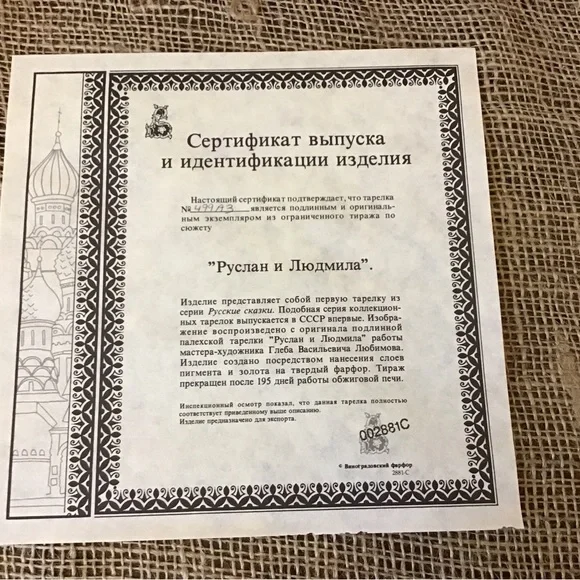 Сертификат выпуска
и идентификации изделия
Настоящий сертификат подтверждает, что тарелка
№ является подлинным и оригиналь-
ным экземпляром из ограниченного тиража по
сюжету
"Руслан и Людмила".
Изделие представляет собой первую тарелку из
серии Русские сказки. Подобная серия коллекцион-
ных тарелок выпускается в СССР впервые. Изобра-
жение воспроизведено с оригинала подлинной
палехской тарелки "Руслан и Людмила" работы
мастера-художника Глеба Васильевича Любимова.
Изделие создано посредством нанесения слоев
пигмента и золота на твердый фарфор. Тираж
прекращен после 195 дней работы обжиговой печи.
Инспекционный осмотр показал, что данная тарелка полностью
соответствует приведенному выше описанию.
Изделие предназначено для экспорта.
002881C
© Виноградовский фарфор
2881-C